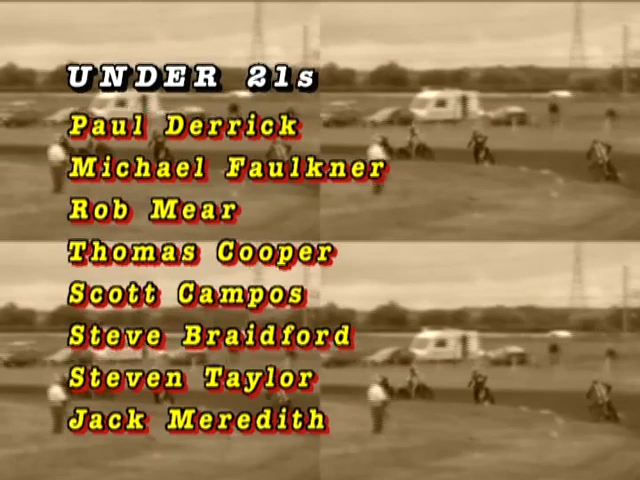 UNDER 21s
Paul Derrick
Michael Faulkner
Rob Mear
Thomas Cooper
Scott Campos
Steve Braidford
Steven Taylor
Jack Meredith